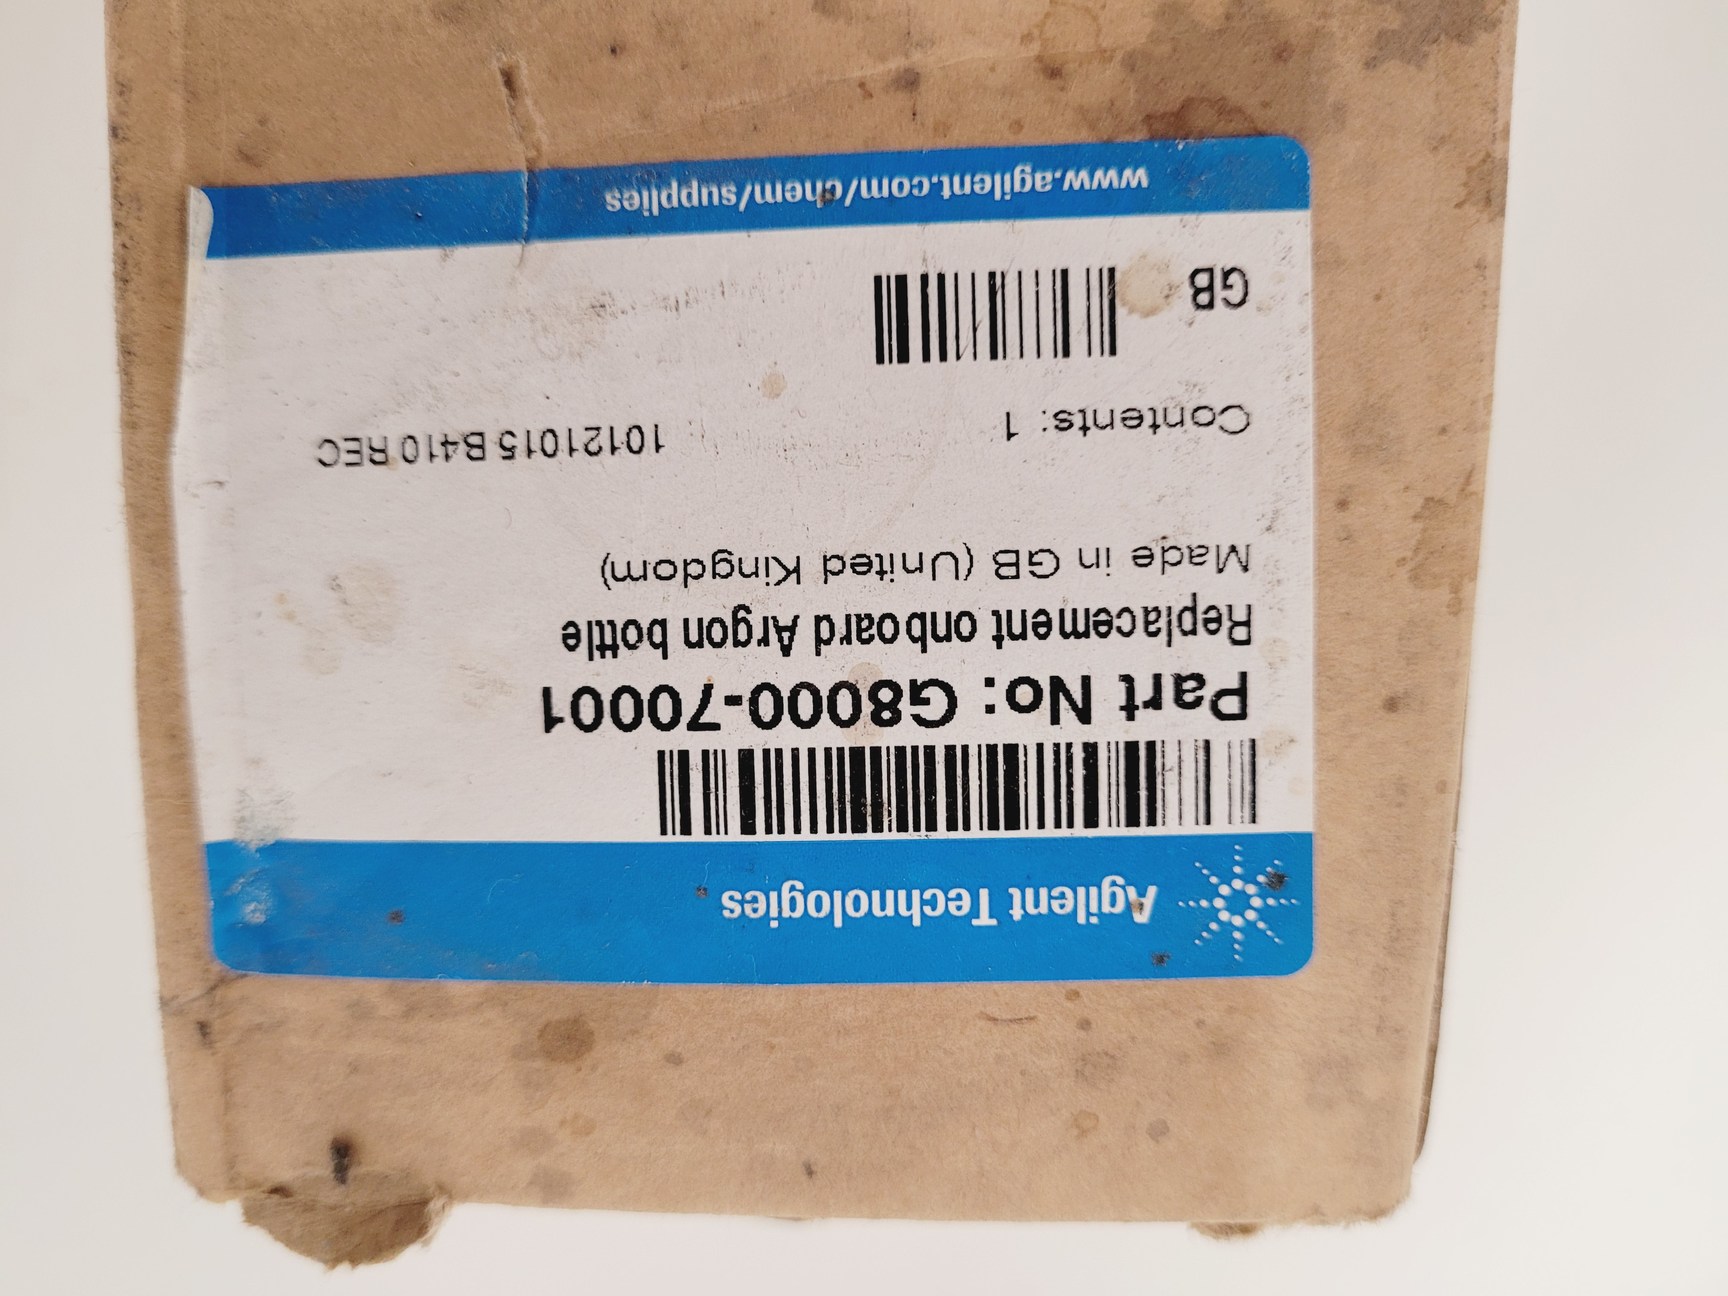 Agilent Technologies
Part No: G8000-70001
Replacement onboard Argon bottle
Made in GB (United Kingdom)
Contents: 1
10121015 B410 REC
GB
www.agilent.com/chem/supplies